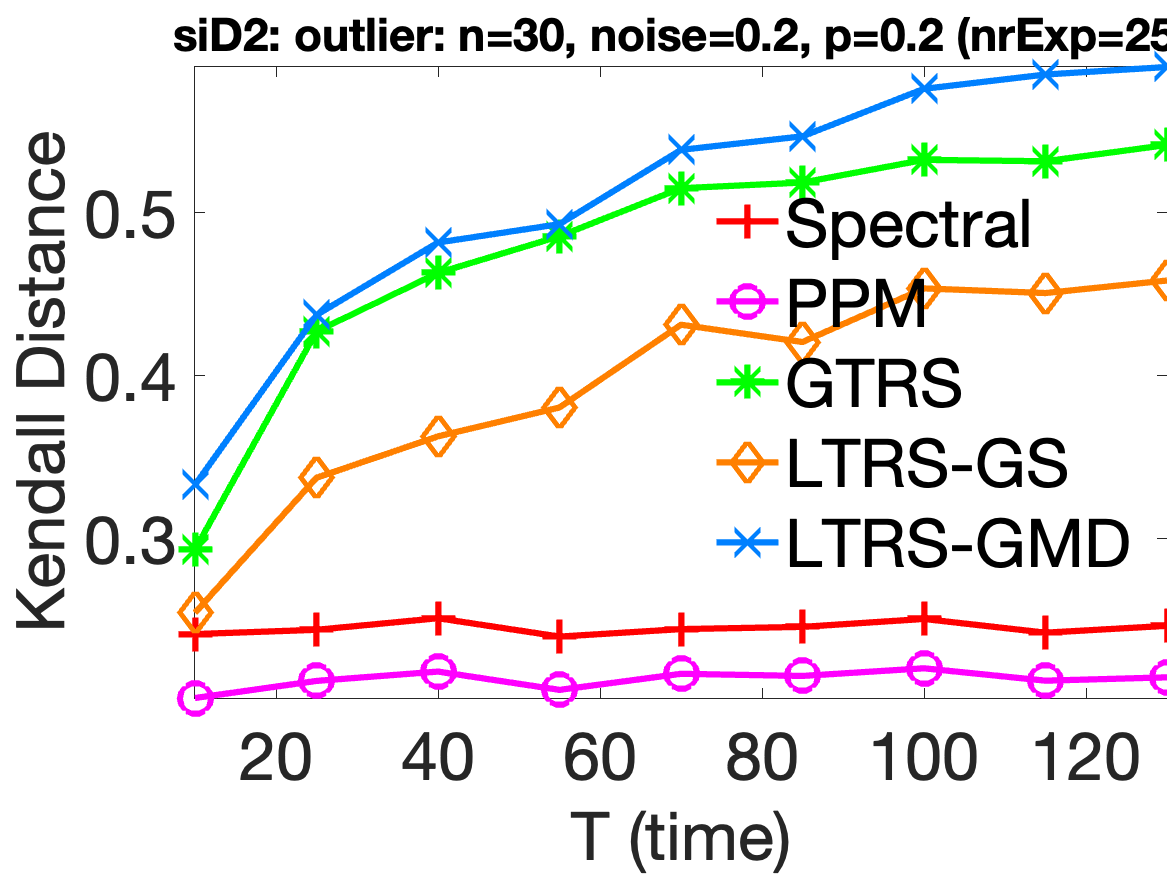 siD2: outlier: n=30, noise=0.2, p=0.2 (nrExp=25
Kendall Distance
0.5
0.4
0.3
Spectral
PPM
GTRS
LTRS-GS
LTRS-GMD
20 40 60 80 100 120
T (time)